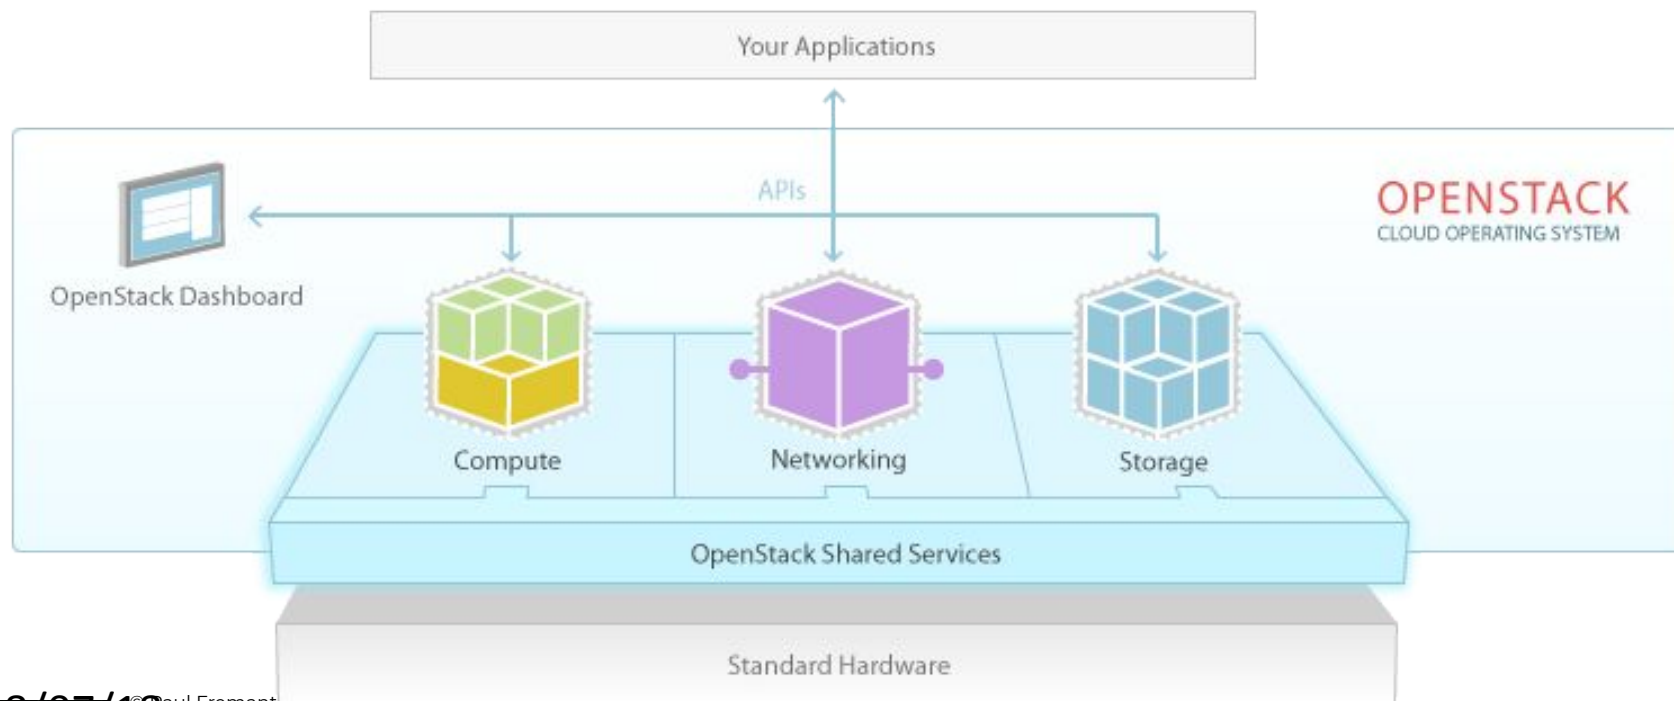 Your Applications
APIs
OPENSTACK
CLOUD OPERATING SYSTEM
OpenStack Dashboard
Compute
Networking
Storage
OpenStack Shared Services
Standard Hardware